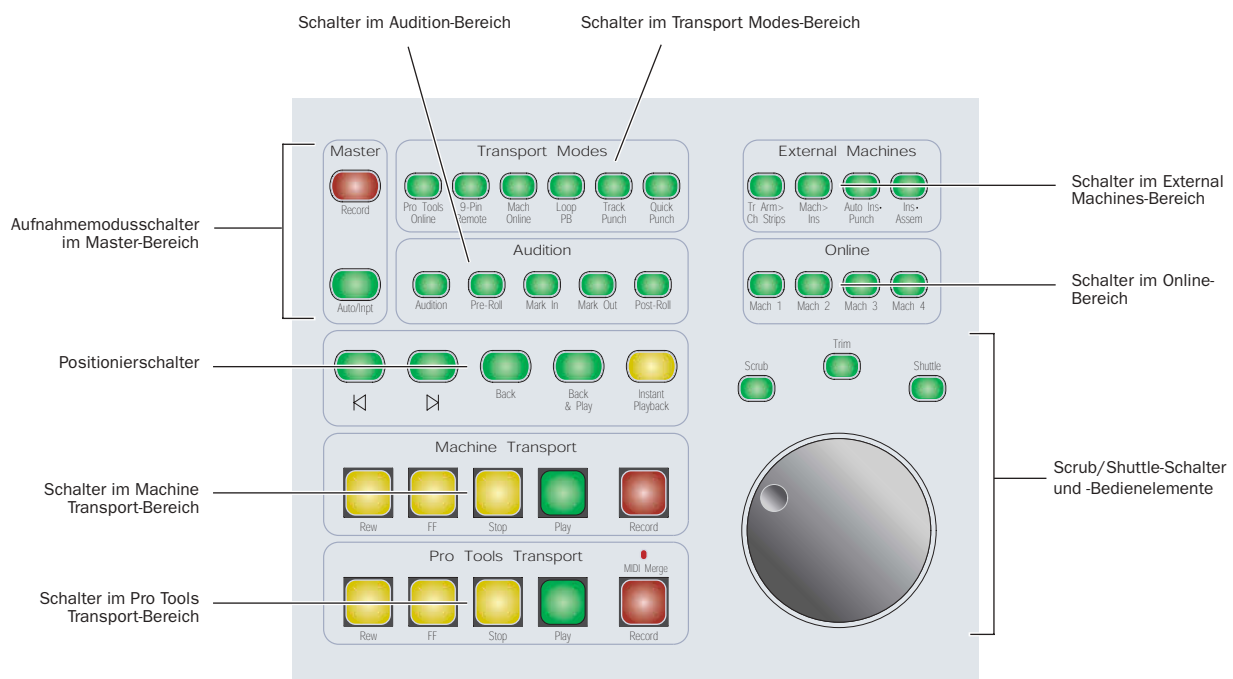 Schalter im Audition-Bereich
Schalter im Transport Modes-Bereich
Master
Record
Auto/Inpt
Transport Modes
Pro Tools
Online
9-Pin
Remote
Mach
Online
Loop
PB
Track
Punch
Quick
Punch
External Machines
Tr Arm>
Ch Strips
Mach>
Ins
Auto Ins•
Punch
Ins•
Assem
Schalter im External
Machines-Bereich
Aufnahmemodusschalter
im Master-Bereich
Audition
Audition
Pre-Roll
Mark In
Mark Out
Post-Roll
Online
Mach 1
Mach 2
Mach 3
Mach 4
Schalter im Online-
Bereich
Positionierschalter
Back
Back
& Play
Instant
Playback
Scrub
Trim
Shuttle
Machine Transport
Rew
FF
Stop
Play
Record
Schalter im Machine
Transport-Bereich
Scrub/Shuttle-Schalter
und -Bedienelemente
Pro Tools Transport
MIDI Merge
Rew
FF
Stop
Play
Record
Schalter im Pro Tools
Transport-Bereich